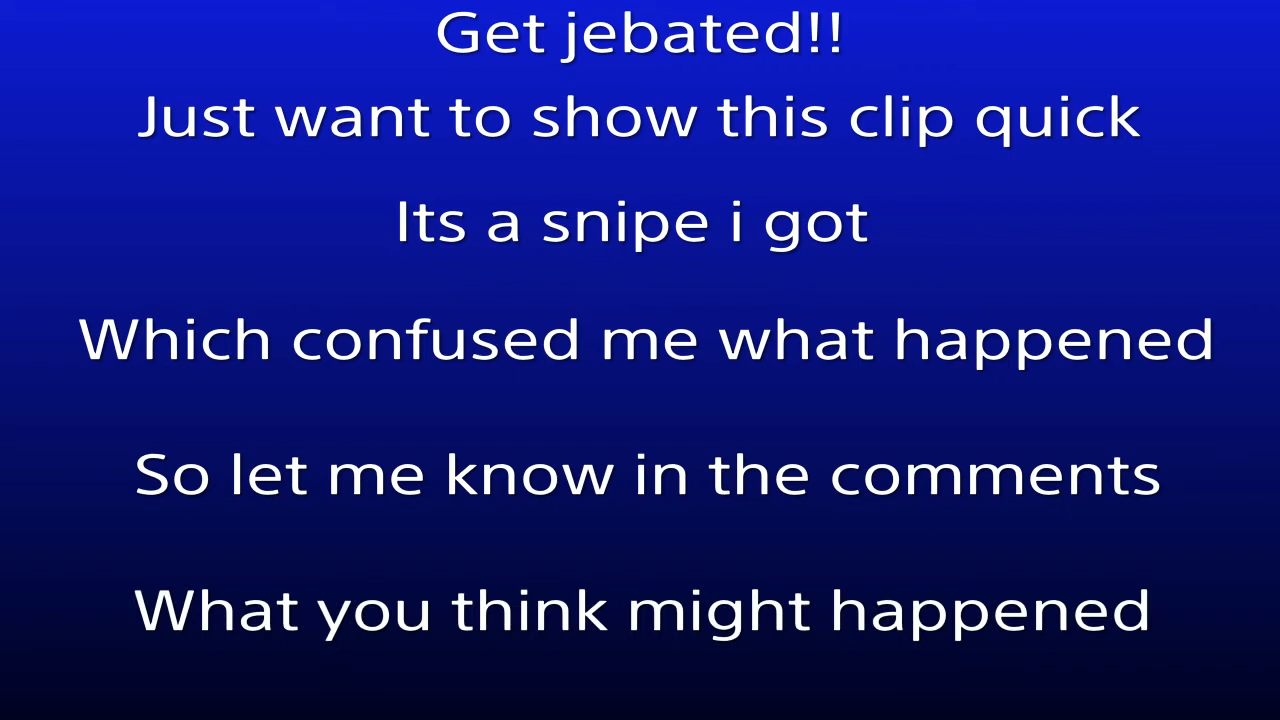 Get jebated!!
Just want to show this clip quick
Its a snipe i got
Which confused me what happened
So let me know in the comments
What you think might happened